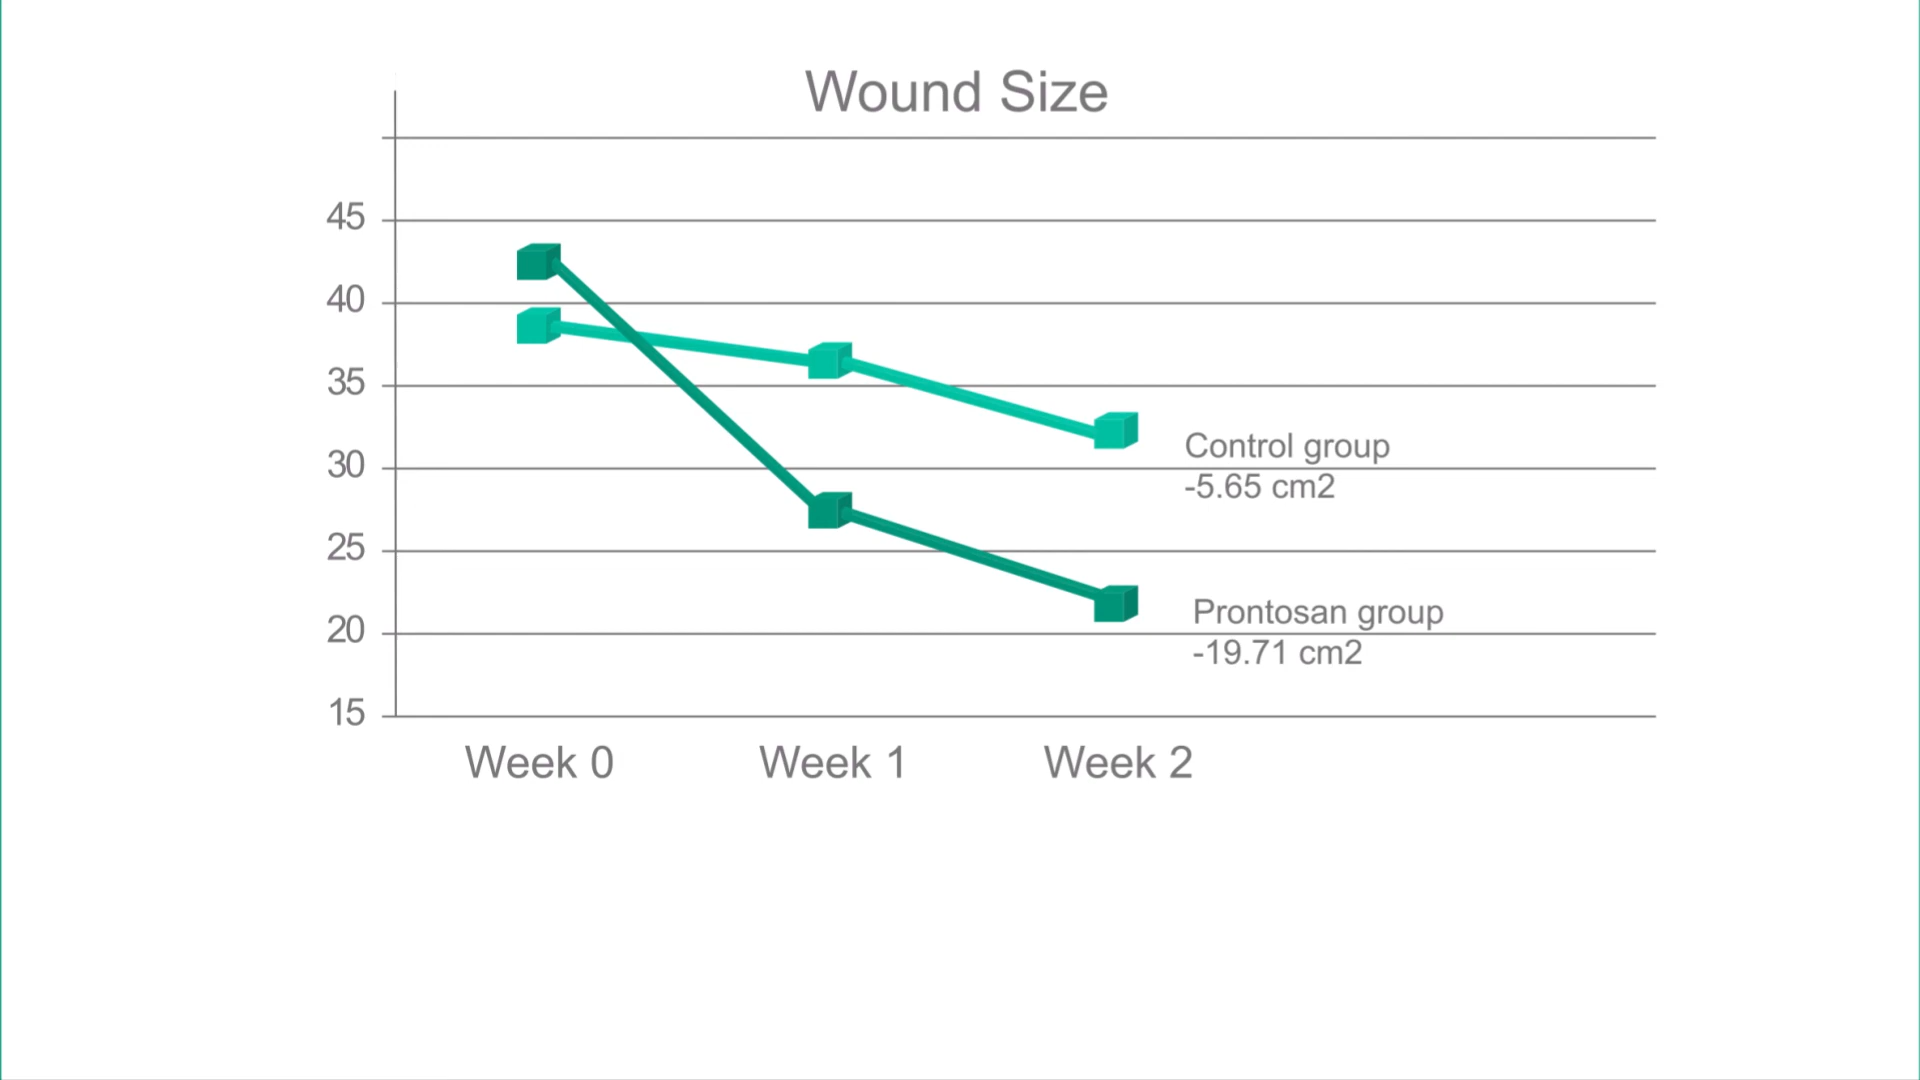 Wound Size
45
40
35
30
25
20
15
Control group
-5.65 cm2
Prontosan group
-19.71 cm2
Week 0
Week 1
Week 2